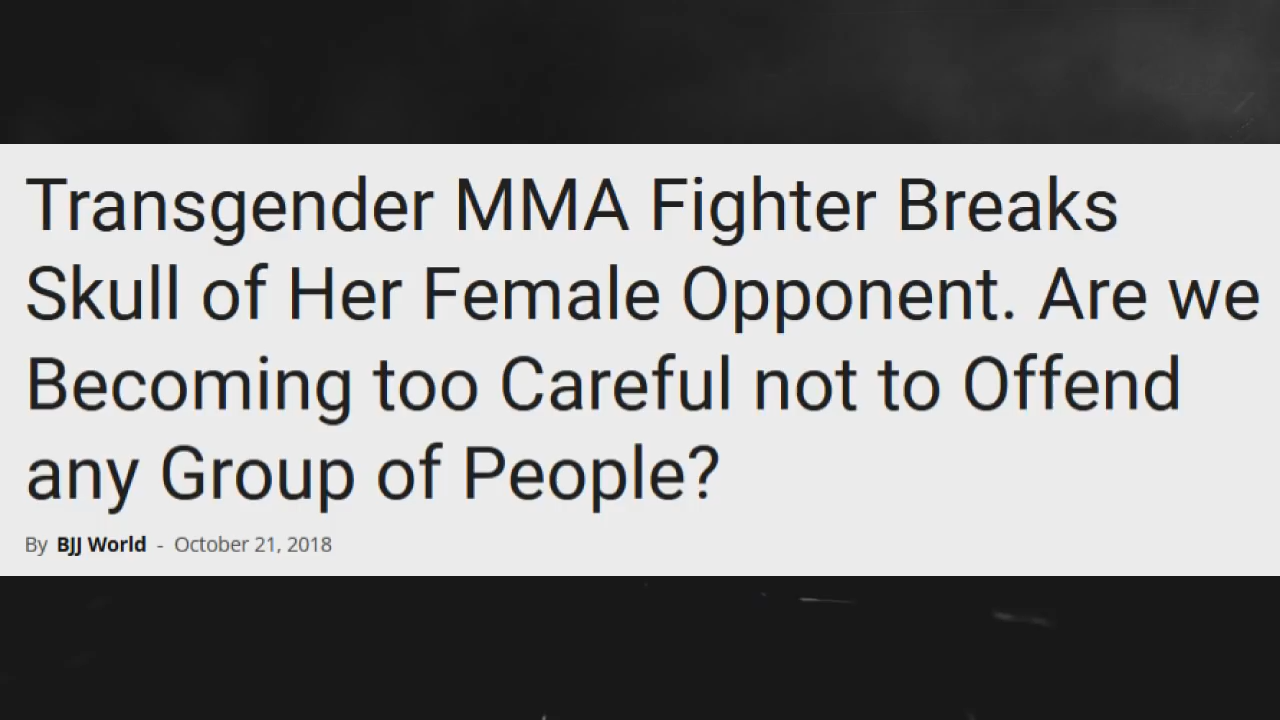 Transgender MMA Fighter Breaks
Skull of Her Female Opponent. Are we
Becoming too Careful not to Offend
any Group of People?
By BJJ World - October 21, 2018